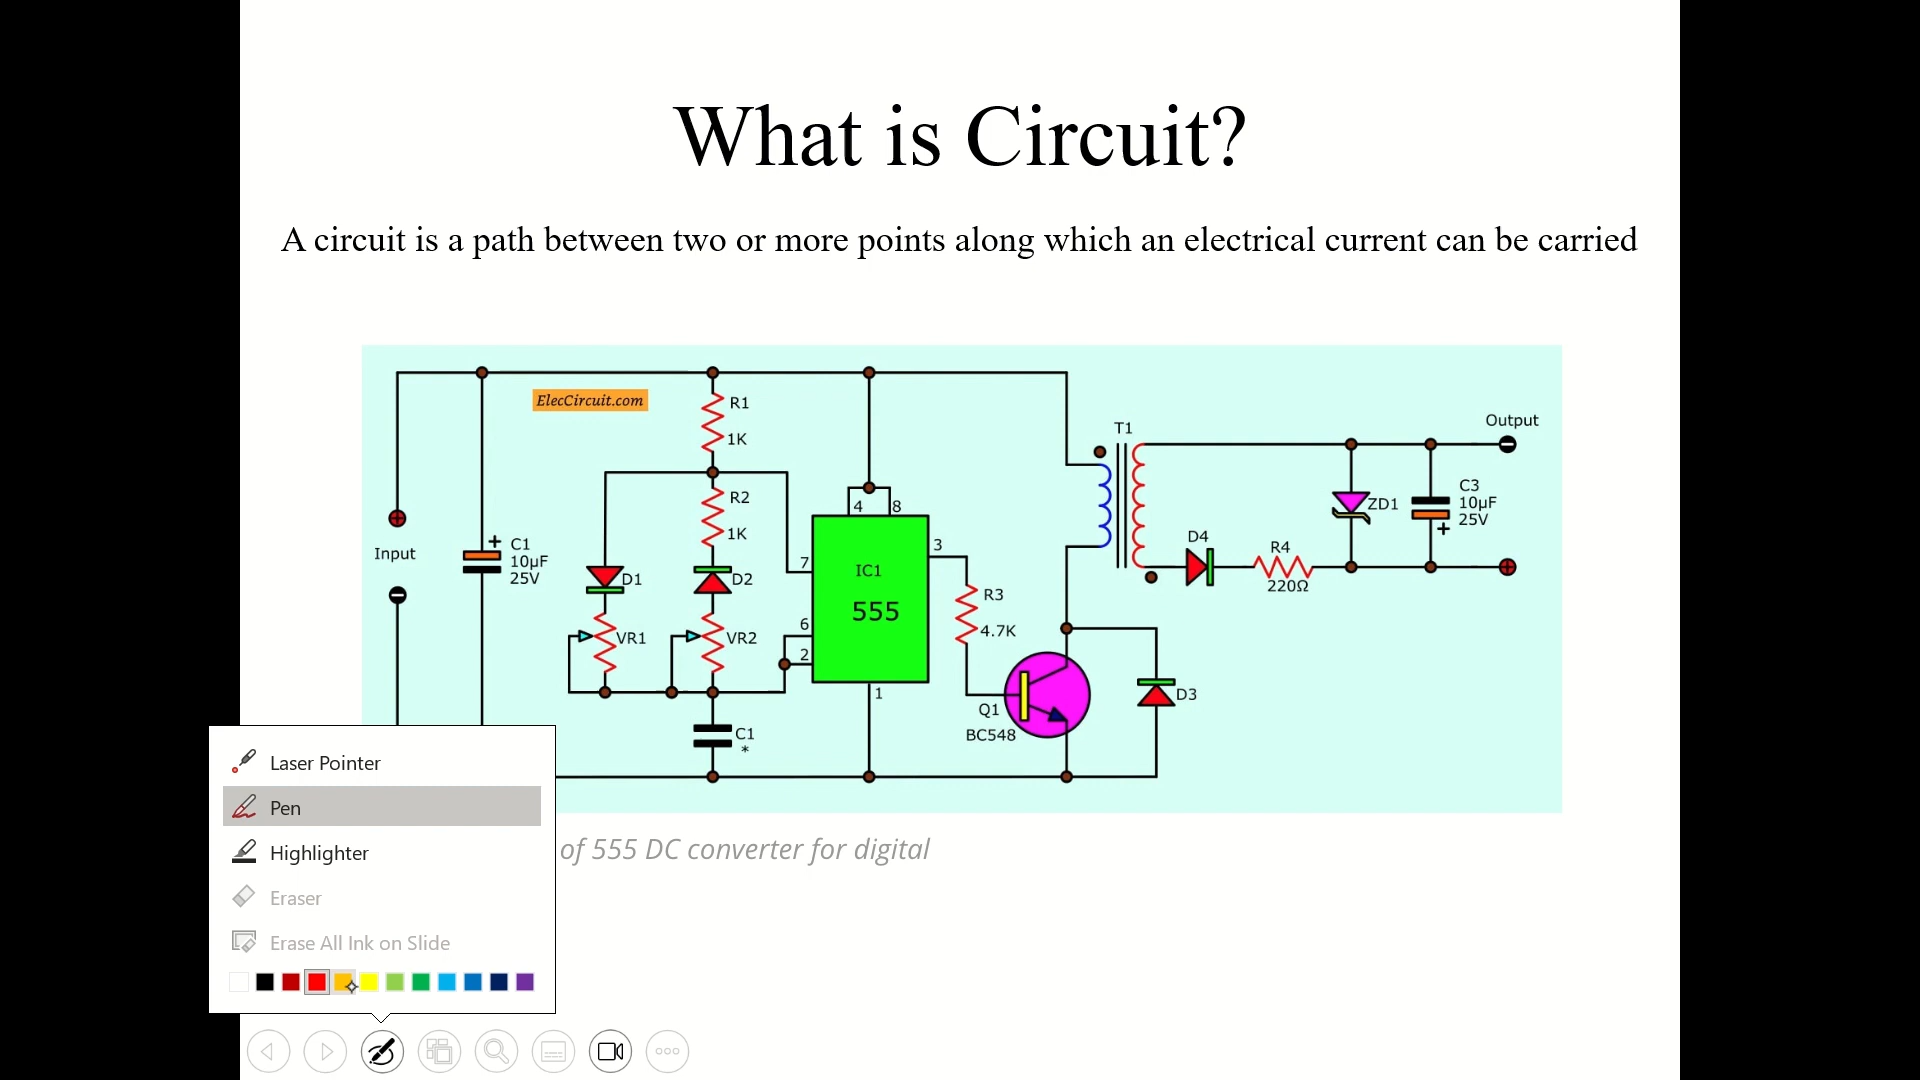 What is Circuit?
A circuit is a path between two or more points along which an electrical current can be carried
ElecCircuit.com
R1
1K
Output
T1
R2
1K
4
8
C3
10µF
25V
ZD1
+
Input
+
C1
10µF
25V
D1
D2
7
IC1
555
3
D4
R4
220Ω
R3
4.7K
6
2
VR1
VR2
1
Q1
BC548
D3
C1
*
Laser Pointer
Pen
Highlighter
Eraser
Erase All Ink on Slide
of 555 DC converter for digital